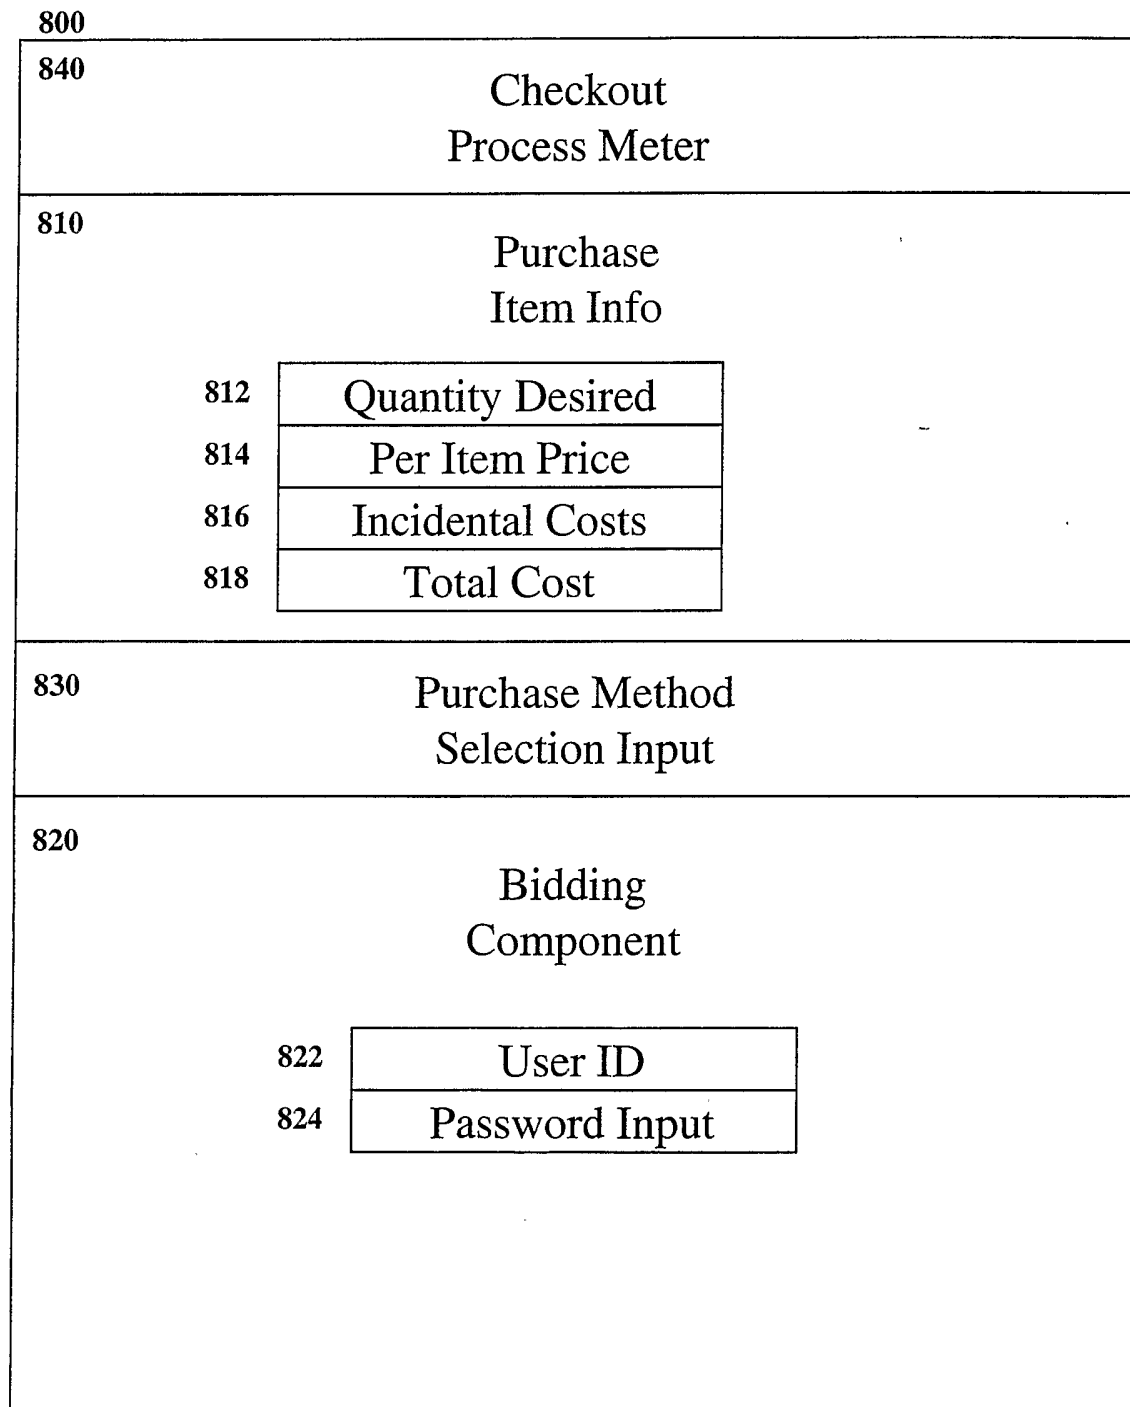 800
840
Checkout
Process Meter
810
Purchase
Item Info
812 Quantity Desired
814 Per Item Price
816 Incidental Costs
818 Total Cost
830
Purchase Method
Selection Input
820
Bidding
Component
822 User ID
824 Password Input